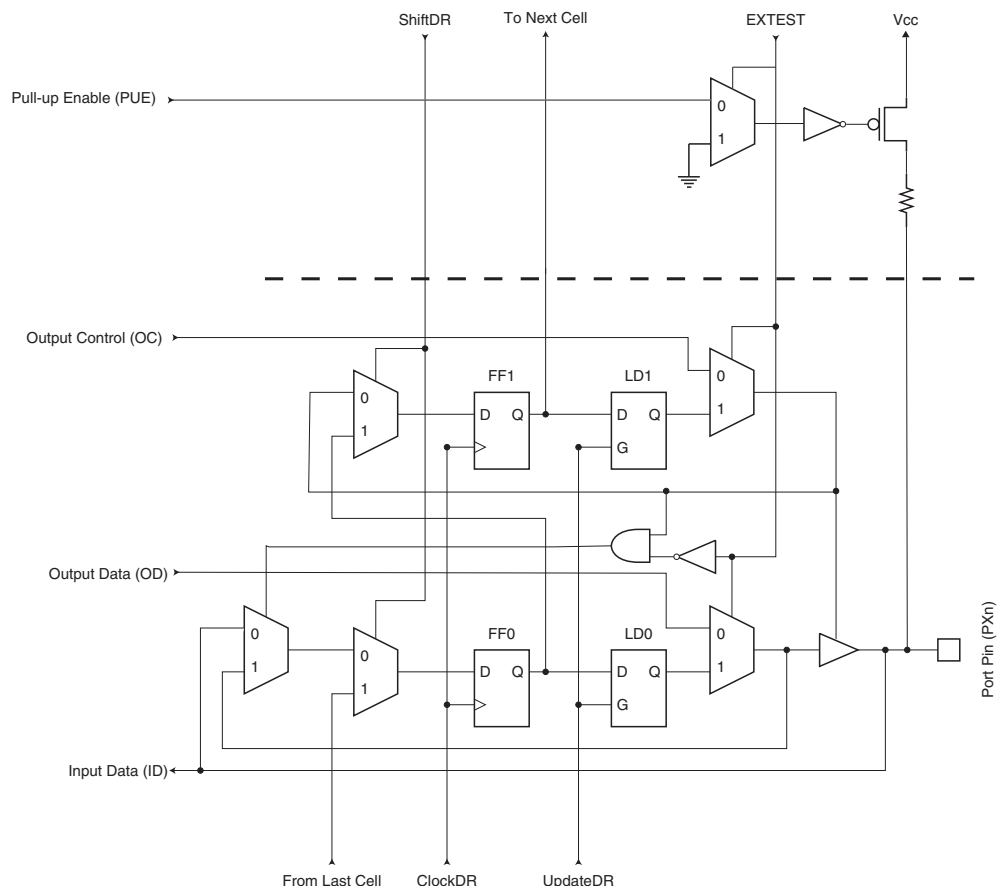 ShiftDR To Next Cell EXTEST Vcc
Pull-up Enable (PUE)
0
1
Output Control (OC)
FF1 LD1
0 0
D Q D Q
1 1
G
Output Data (OD)
FF0 LD0
0 0 0
1 D Q D Q 1
1
G
Port Pin (PXn)
Input Data (ID)
From Last Cell ClockDR UpdateDR